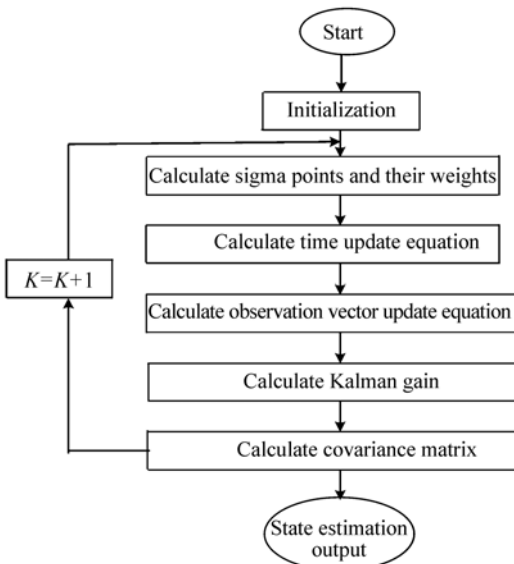 Start
Initialization
Calculate sigma points and their weights
Calculate time update equation
K=K+1
Calculate observation vector update equation
Calculate Kalman gain
Calculate covariance matrix
State estimation
output